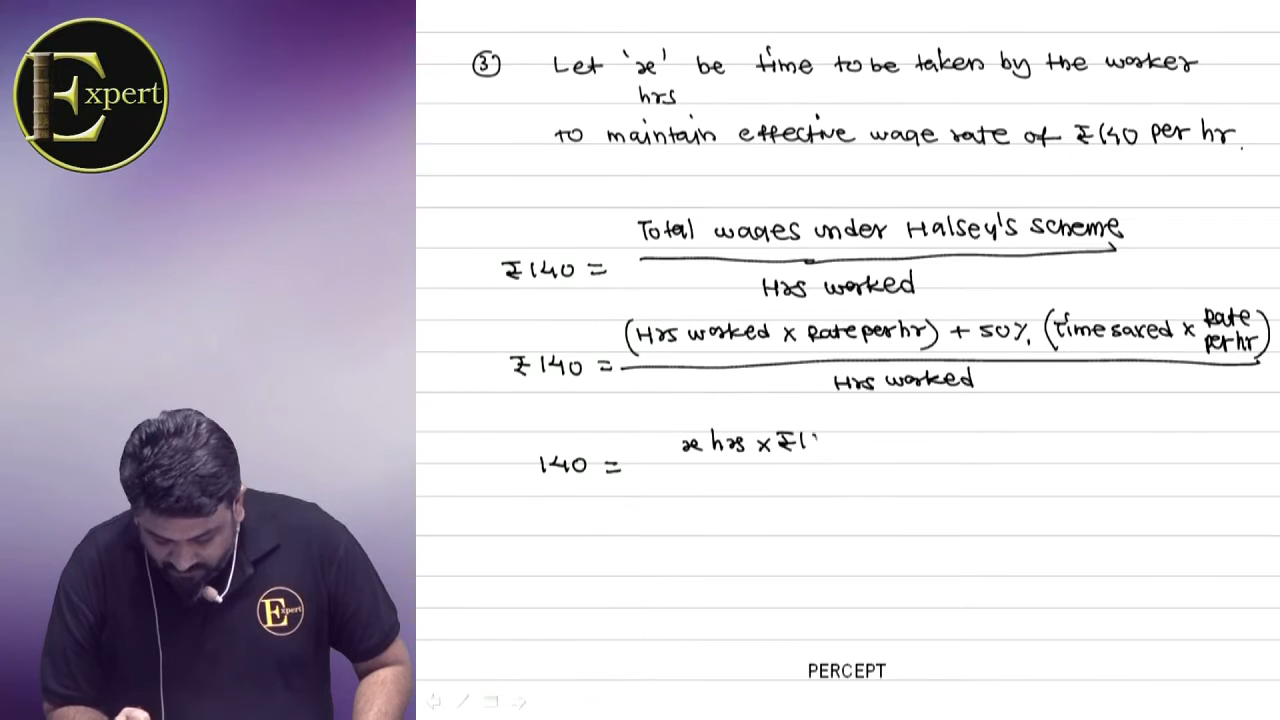 Expert
③ Let 'x' be time to be taken by the worker
hrs
to maintain effective wage rate of ₹140 per hr.
₹140 = Total wages under Halsey's scheme
Hrs worked
₹140 = (Hrs worked x Rate per hr) + 50% (Time saved x Rate per hr)
Hrs worked
140 = x hrs x ₹1
Expert
PERCEPT